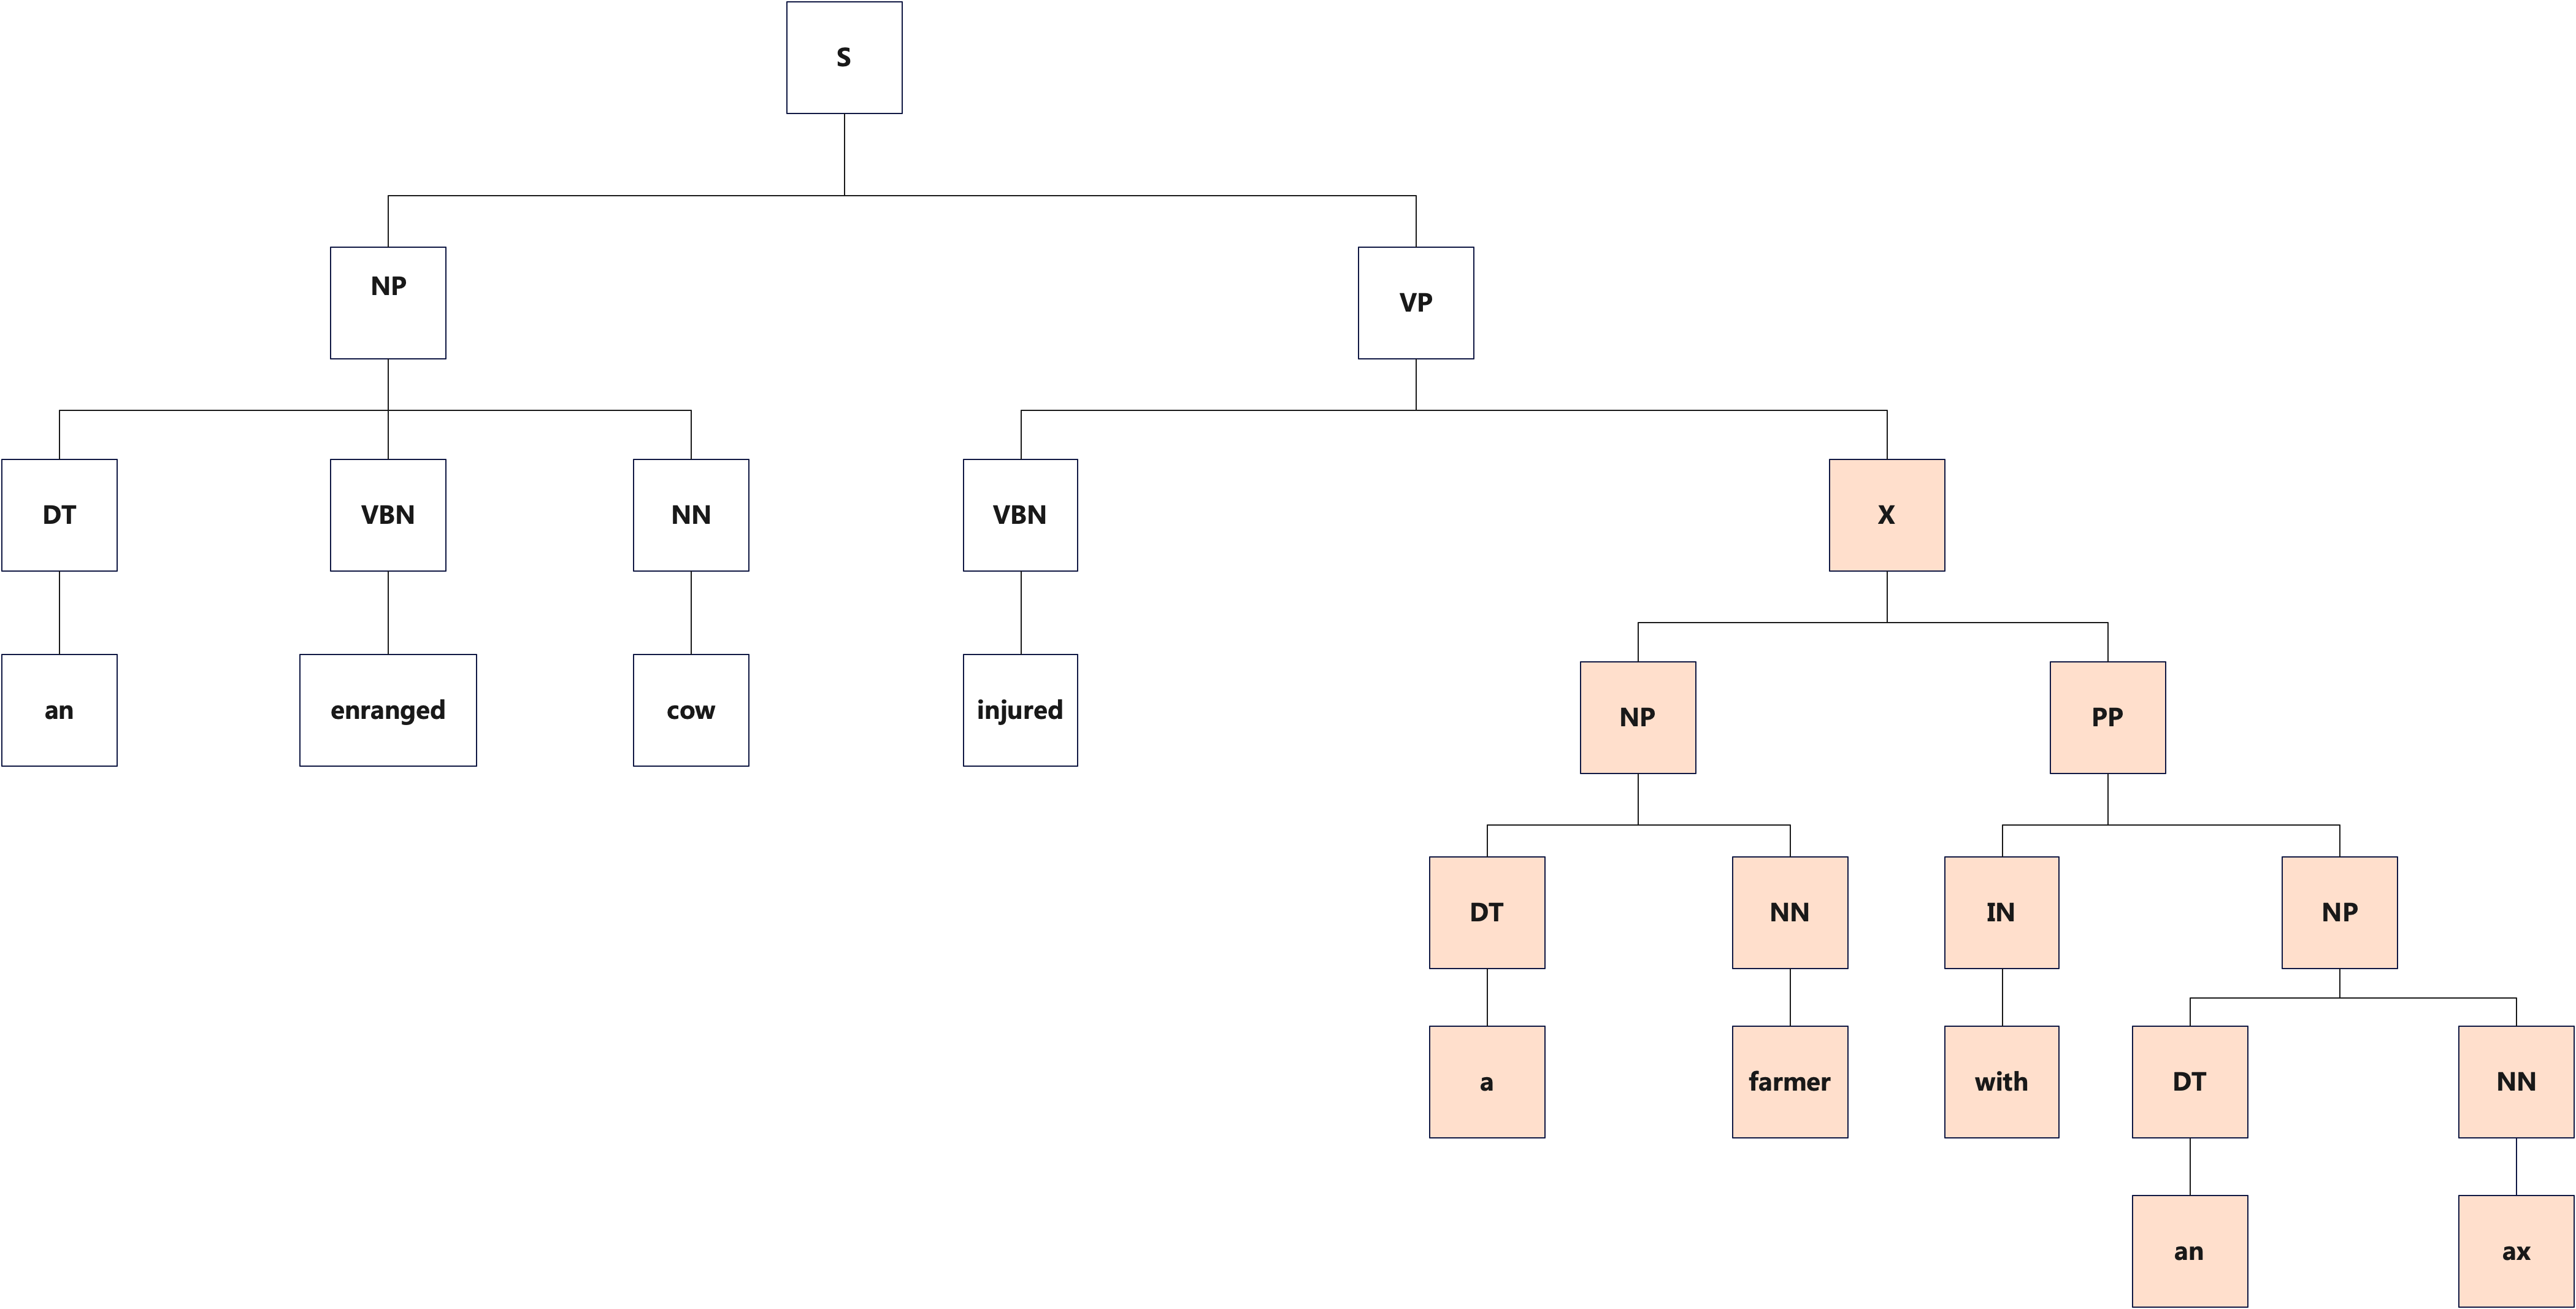 S
NP
VP
DT
VBN
NN
VBN
X
an
enranged
cow
injured
NP
PP
DT
NN
IN
NP
a
farmer
with
DT
NN
an
ax